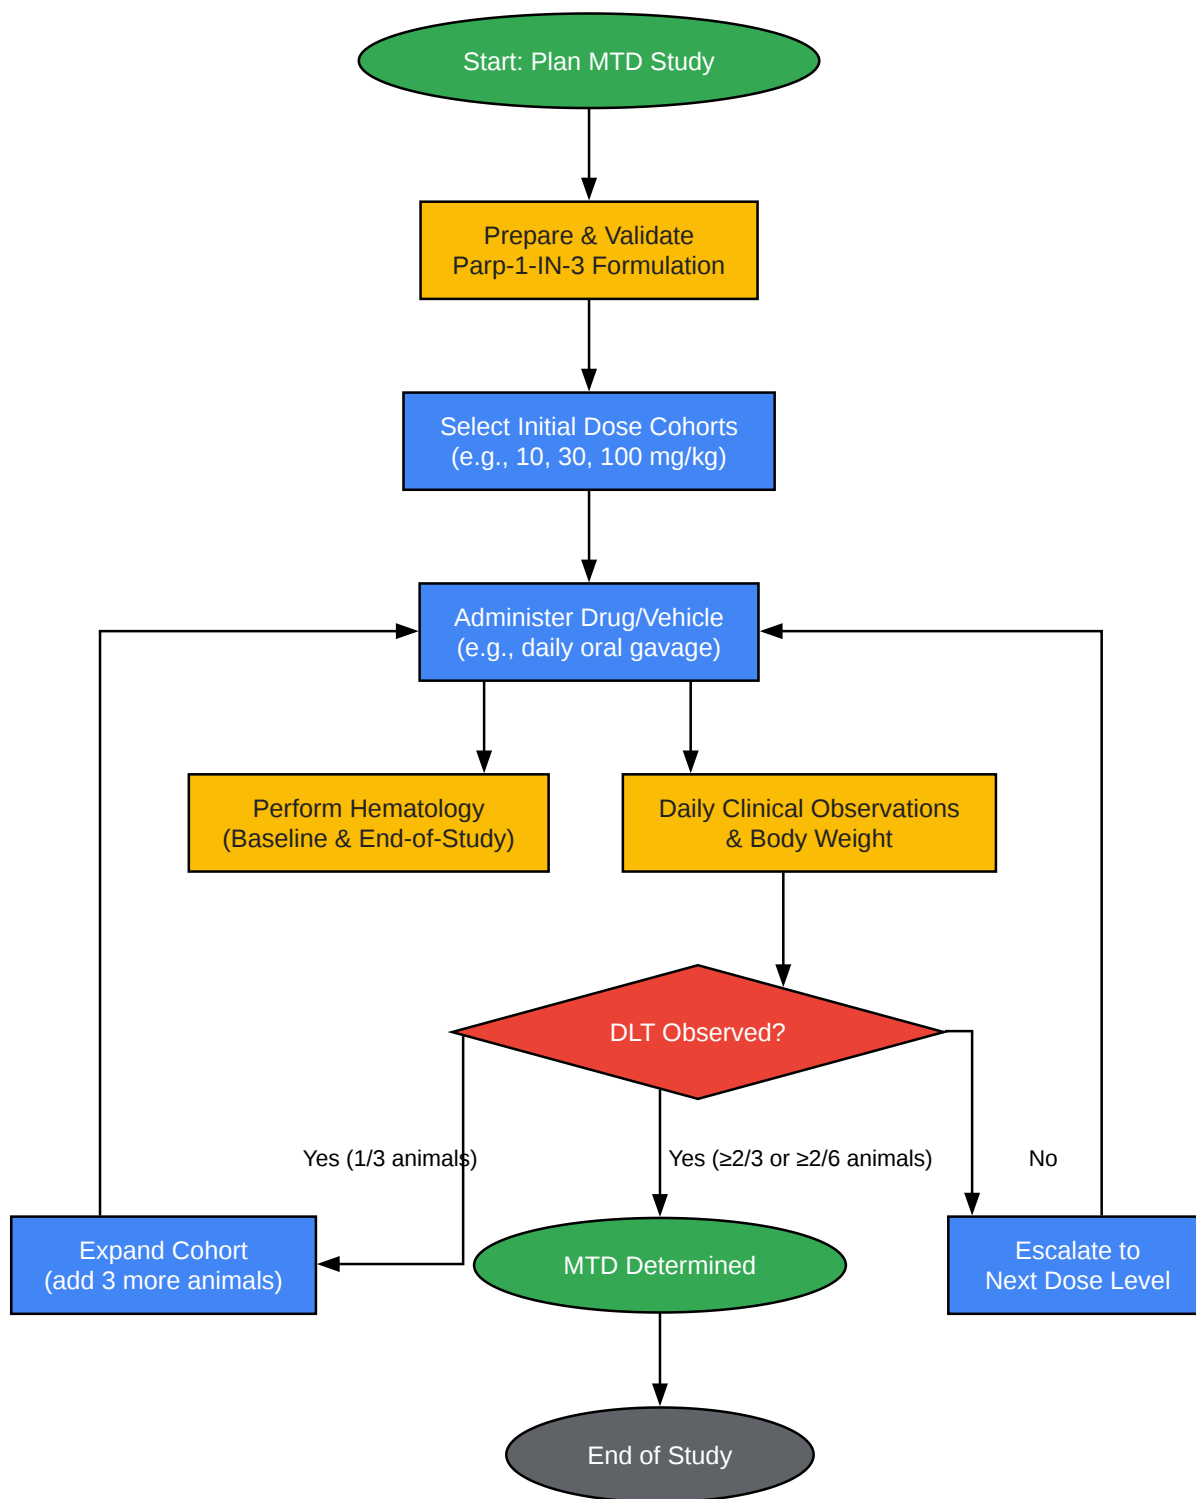 Start: Plan MTD Study
Prepare & Validate
Parp-1-IN-3 Formulation
Select Initial Dose Cohorts
(e.g., 10, 30, 100 mg/kg)
Administer Drug/Vehicle
(e.g., daily oral gavage)
Perform Hematology
(Baseline & End-of-Study)
Daily Clinical Observations
& Body Weight
DLT Observed?
Yes (1/3 animals)
Yes (≥2/3 or ≥2/6 animals)
No
Expand Cohort
(add 3 more animals)
MTD Determined
Escalate to
Next Dose Level
End of Study